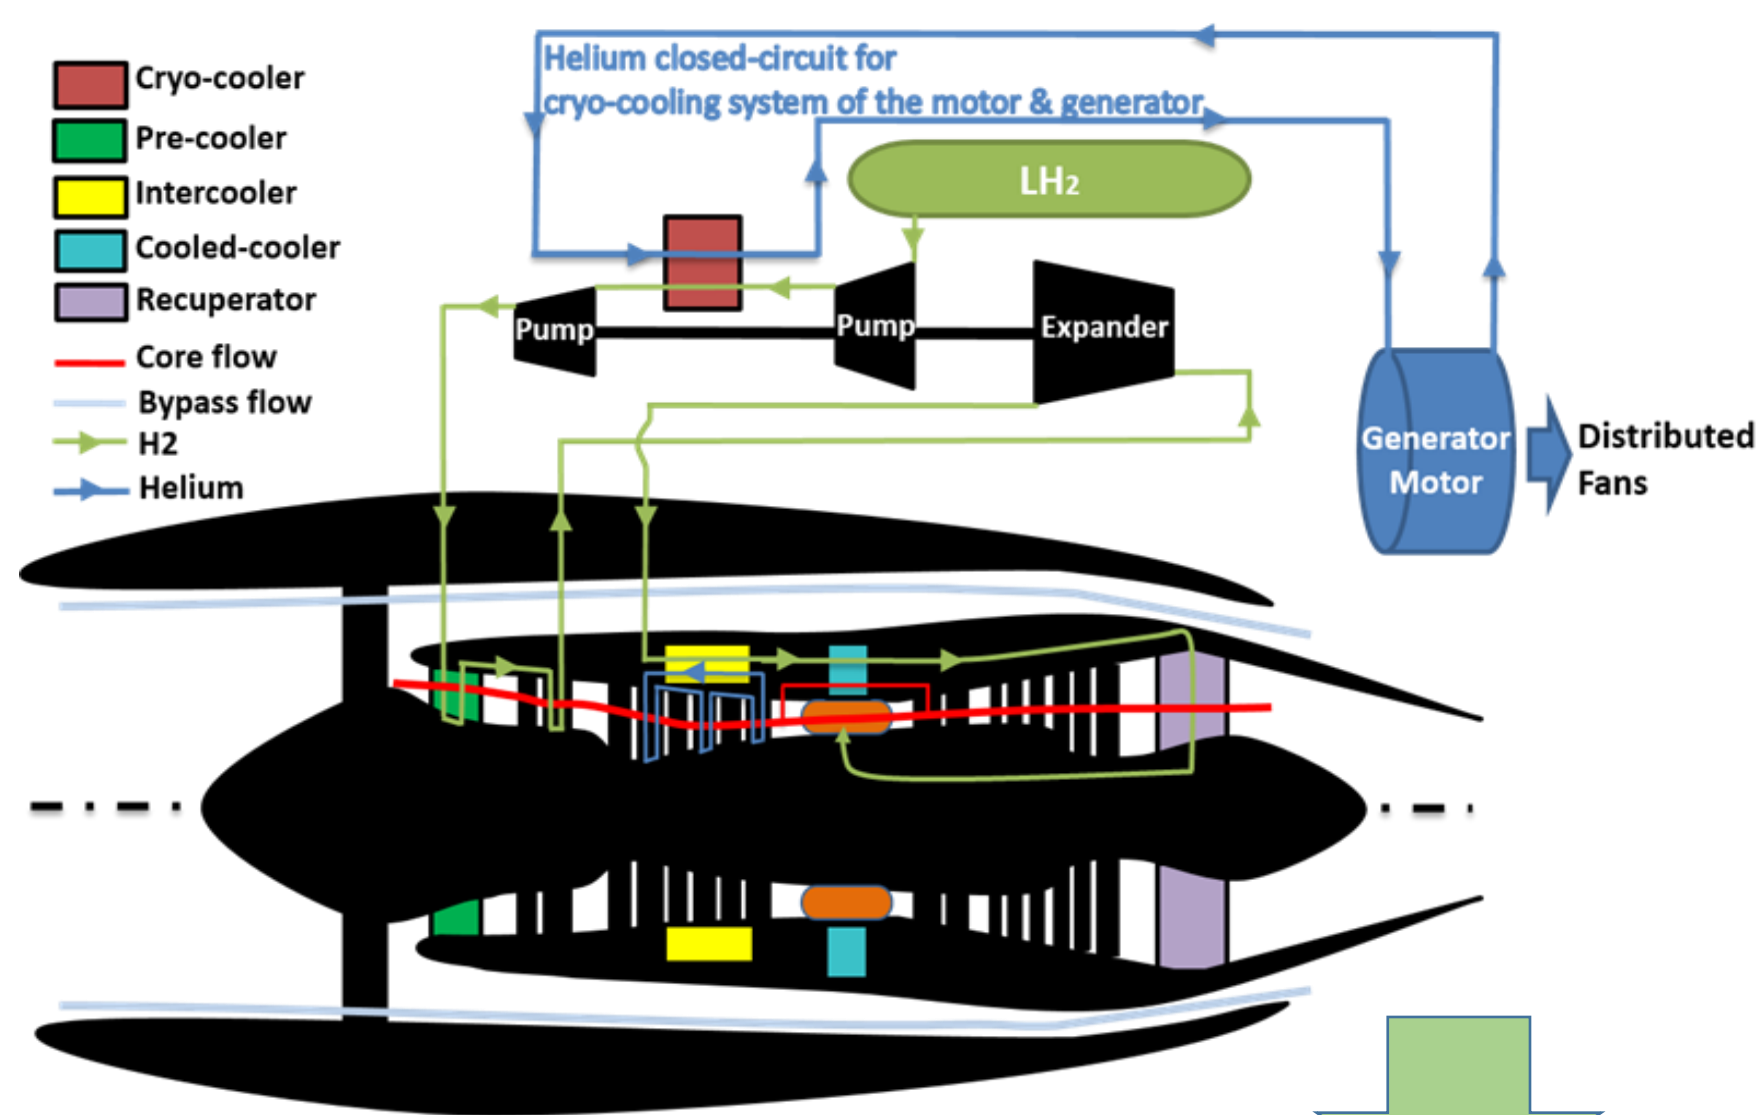 Helium closed-circuit for
cryo-cooling system of the motor & generator
Cryo-cooler
Pre-cooler
Intercooler
Cooled-cooler
Recuperator
Core flow
Bypass flow
H2
Helium
LH₂
Pump
Pump
Expander
Generator
Motor
Distributed
Fans